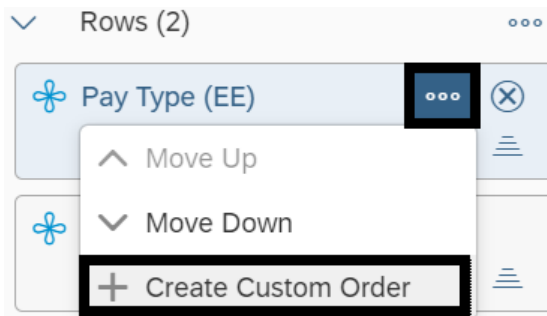 Rows (2)
Pay Type (EE)
Move Up
Move Down
Create Custom Order